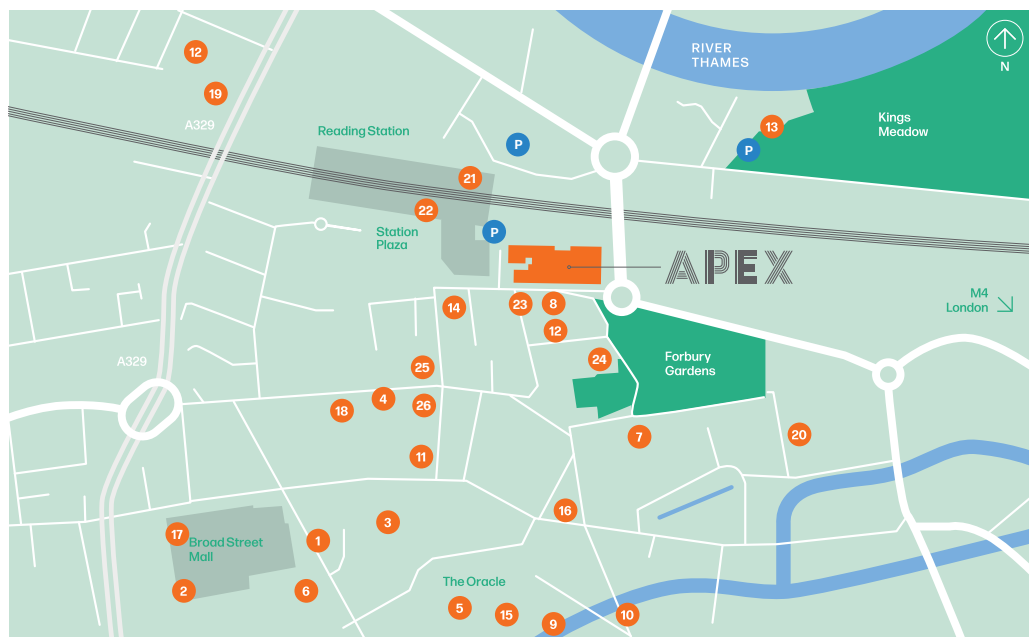 RIVER
THAMES
N
12
19
A329
Reading Station
P
13
Kings
Meadow
P
21
22
Station
Plaza
P
APEX
M4
London
14
23
8
12
24
Forbury
Gardens
A329
25
4
26
18
7
20
11
16
3
17
Broad Street
Mall
1
2
6
The Oracle
5
15
9
10